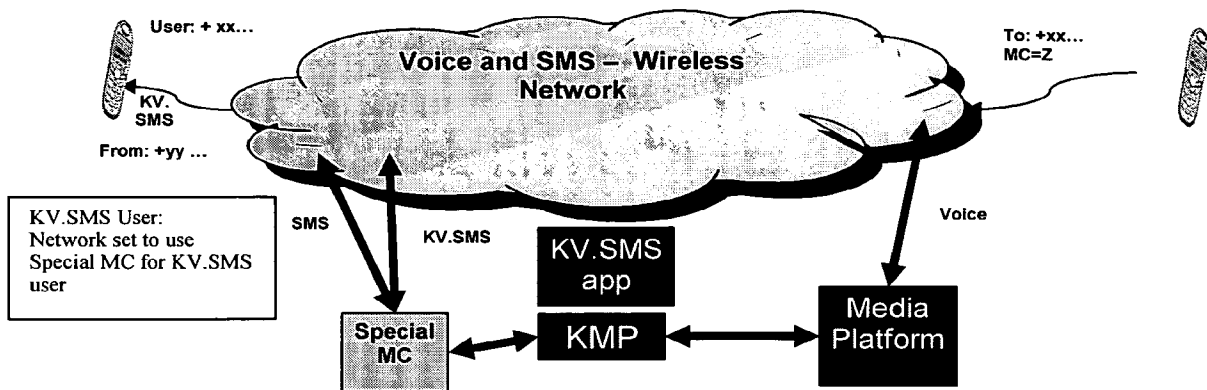 User: + xx...
Voice and SMS – Wireless
Network
To: +xx...
MC=Z
KV.
SMS
From: +yy ...
KV.SMS User:
Network set to use
Special MC for KV.SMS
user
SMS
KV.SMS
Voice
KV.SMS
app
Special
MC
KMP
Media
Platform